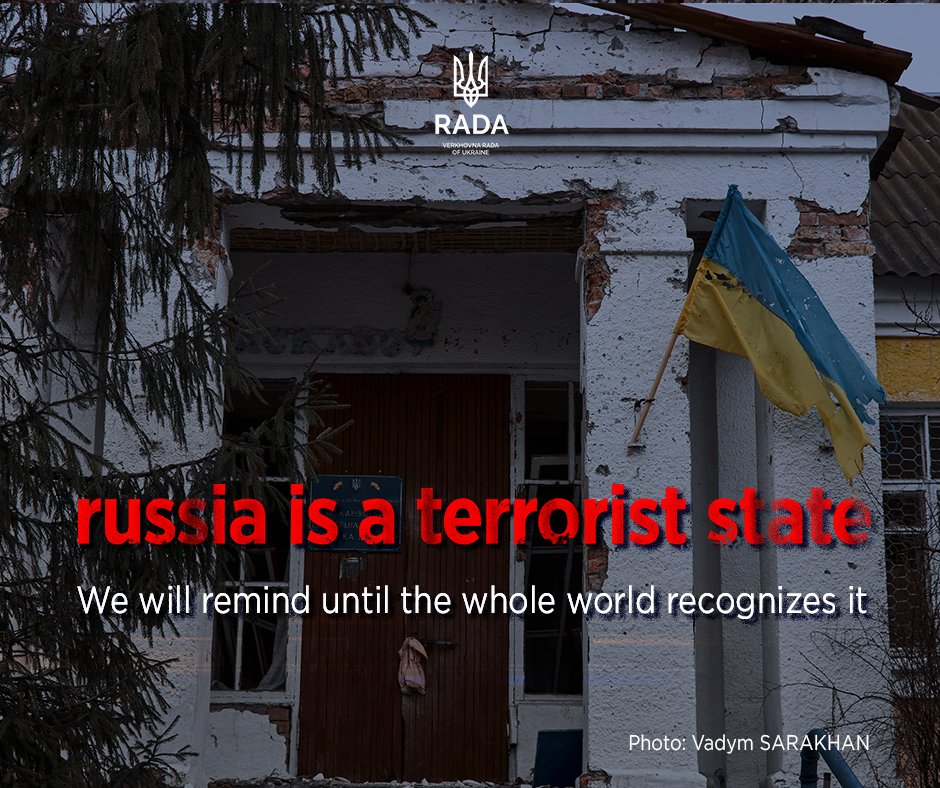 RADA
VERKHOVNA RADA
OF UKRAINE
russia is a terrorist state
We will remind until the whole world recognizes it
Photo: Vadym SARAKHAN